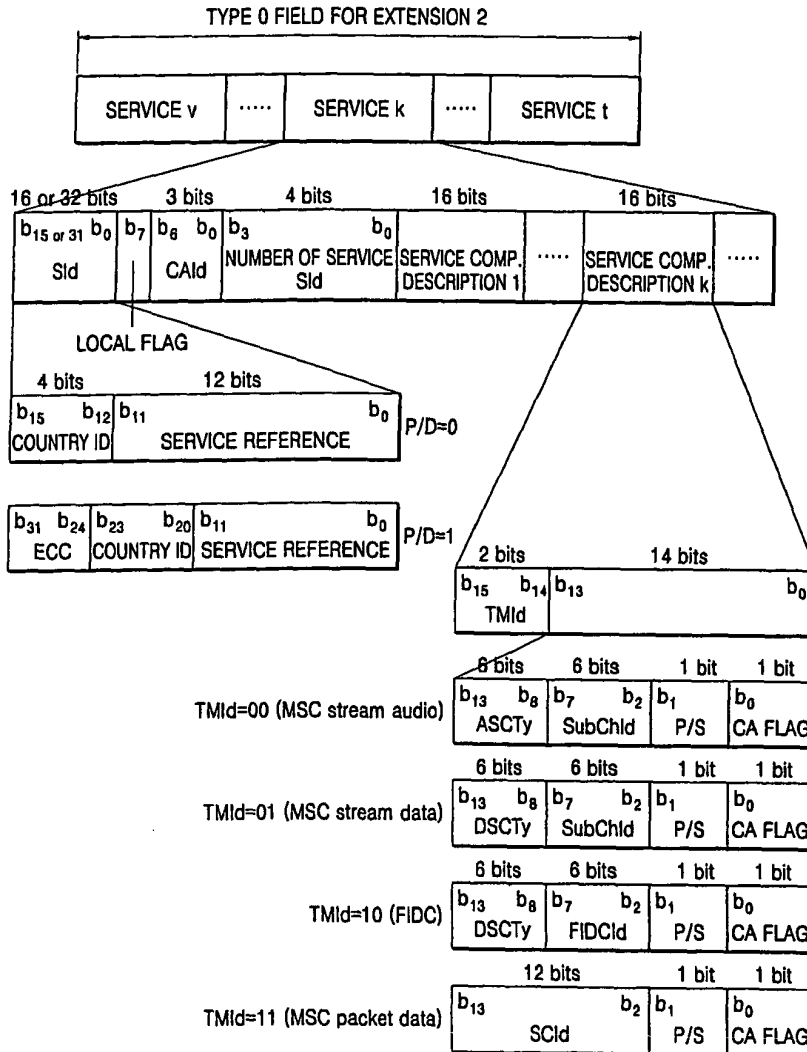 TYPE 0 FIELD FOR EXTENSION 2
SERVICE v ····· SERVICE k ····· SERVICE t
16 or 32 bits 3 bits 4 bits 16 bits 16 bits
b15 or 31 b0 b7 b6 b0 b3 b0
SId CAId NUMBER OF SERVICE SId SERVICE COMP. DESCRIPTION 1 ····· SERVICE COMP. DESCRIPTION k ·····
LOCAL FLAG
4 bits 12 bits
b15 b12 b11 b0 P/D=0
COUNTRY ID SERVICE REFERENCE
b31 b24 b23 b20 b11 b0 P/D=1
ECC COUNTRY ID SERVICE REFERENCE
2 bits 14 bits
b15 b14 b13 b0
TMId
6 bits 6 bits 1 bit 1 bit
b13 b8 b7 b2 b1 b0
TMId=00 (MSC stream audio) ASCTy SubChId P/S CA FLAG
6 bits 6 bits 1 bit 1 bit
b13 b8 b7 b2 b1 b0
TMId=01 (MSC stream data) DSCTy SubChId P/S CA FLAG
6 bits 6 bits 1 bit 1 bit
b13 b8 b7 b2 b1 b0
TMId=10 (FIDC) DSCTy FIDCId P/S CA FLAG
12 bits 1 bit 1 bit
b13 b2 b1 b0
TMId=11 (MSC packet data) SCId P/S CA FLAG